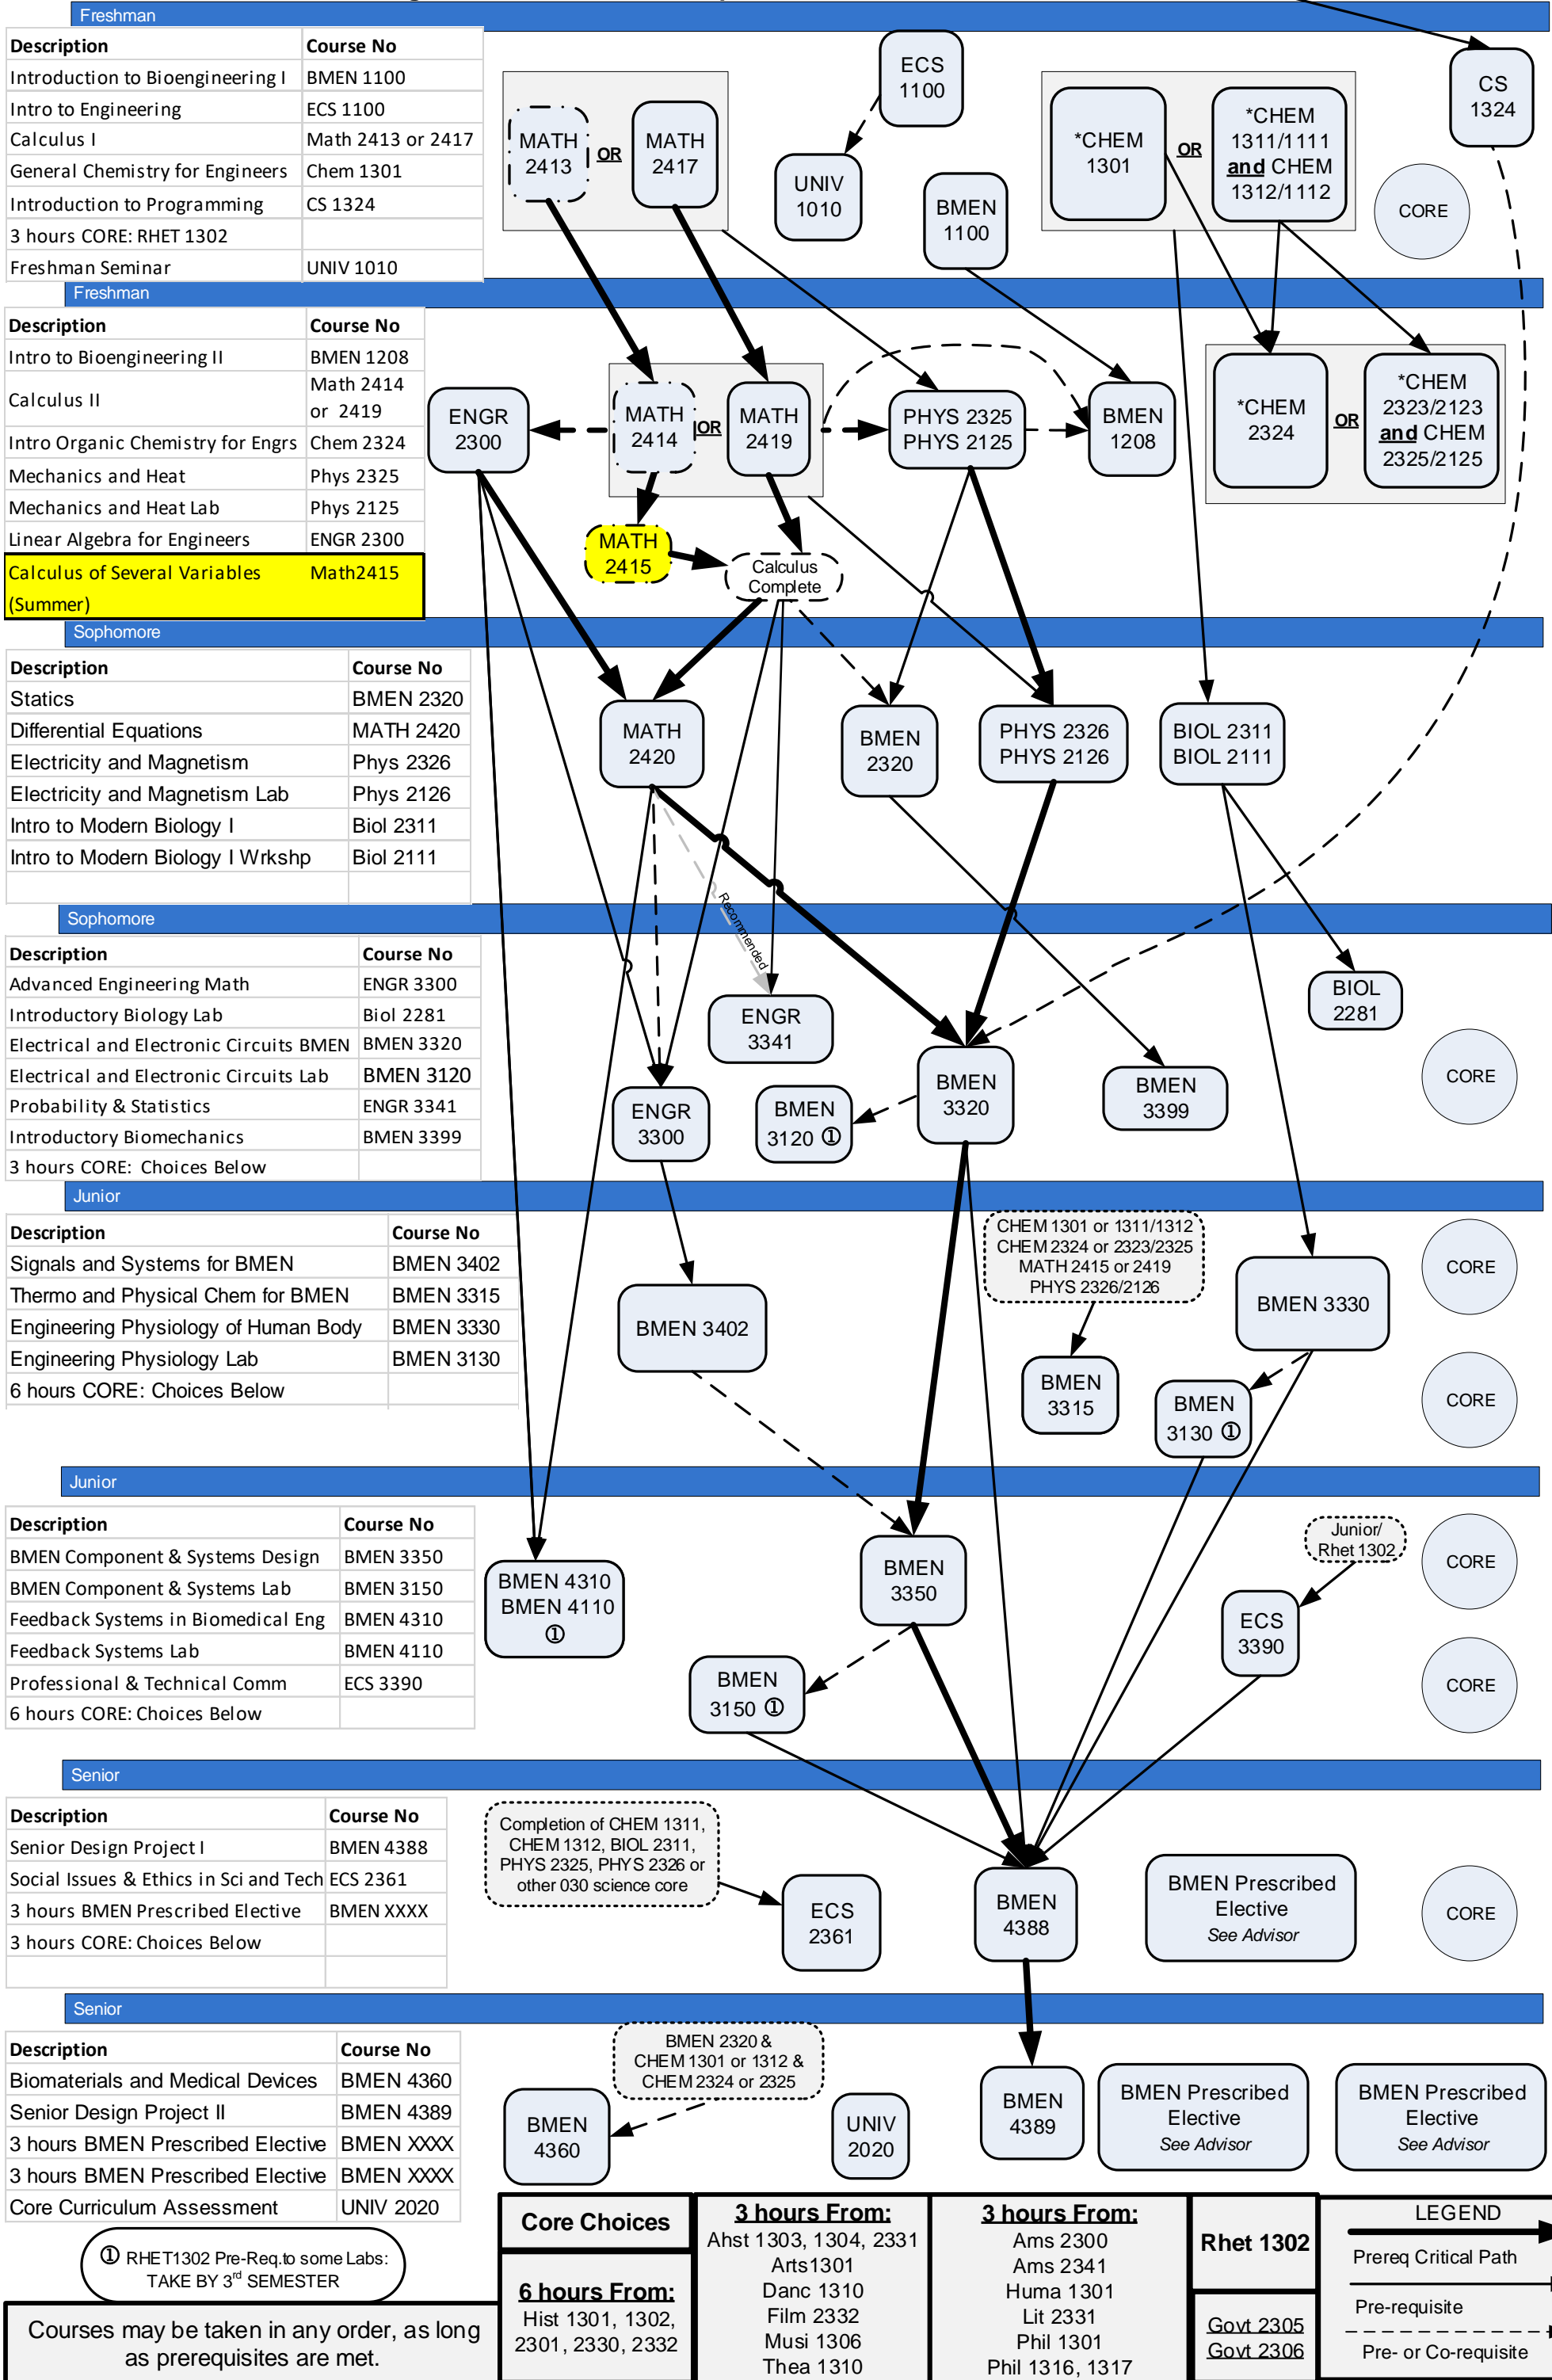 Freshman
Description Course No
Introduction to Bioengineering I BMEN 1100
Intro to Engineering ECS 1100
Calculus I Math 2413 or 2417
General Chemistry for Engineers Chem 1301
Introduction to Programming CS 1324
3 hours CORE: RHET 1302
Freshman Seminar UNIV 1010
MATH
2413
OR
MATH
2417
ECS
1100
UNIV
1010
BMEN
1100
*CHEM
1301
OR
*CHEM
1311/1111
and CHEM
1312/1112
CORE
CS
1324
Freshman
Description Course No
Intro to Bioengineering II BMEN 1208
Calculus II Math 2414
or 2419
Intro Organic Chemistry for Engrs Chem 2324
Mechanics and Heat Phys 2325
Mechanics and Heat Lab Phys 2125
Linear Algebra for Engineers ENGR 2300
Calculus of Several Variables Math2415
(Summer)
ENGR
2300
MATH
2414
OR
MATH
2419
PHYS 2325
PHYS 2125
BMEN
1208
*CHEM
2324
OR
*CHEM
2323/2123
and CHEM
2325/2125
MATH
2415
Calculus
Complete
Sophomore
Description Course No
Statics BMEN 2320
Differential Equations MATH 2420
Electricity and Magnetism Phys 2326
Electricity and Magnetism Lab Phys 2126
Intro to Modern Biology I Biol 2311
Intro to Modern Biology I Wrkshp Biol 2111
MATH
2420
BMEN
2320
PHYS 2326
PHYS 2126
BIOL 2311
BIOL 2111
Recommended
Sophomore
Description Course No
Advanced Engineering Math ENGR 3300
Introductory Biology Lab Biol 2281
Electrical and Electronic Circuits BMEN BMEN 3320
Electrical and Electronic Circuits Lab BMEN 3120
Probability & Statistics ENGR 3341
Introductory Biomechanics BMEN 3399
3 hours CORE: Choices Below
ENGR
3341
ENGR
3300
BMEN
3120 ①
BMEN
3320
BMEN
3399
BIOL
2281
CORE
Junior
Description Course No
Signals and Systems for BMEN BMEN 3402
Thermo and Physical Chem for BMEN BMEN 3315
Engineering Physiology of Human Body BMEN 3330
Engineering Physiology Lab BMEN 3130
6 hours CORE: Choices Below
BMEN 3402
CHEM 1301 or 1311/1312
CHEM 2324 or 2323/2325
MATH 2415 or 2419
PHYS 2326/2126
BMEN
3315
BMEN 3330
BMEN
3130 ①
CORE
CORE
Junior
Description Course No
BMEN Component & Systems Design BMEN 3350
BMEN Component & Systems Lab BMEN 3150
Feedback Systems in Biomedical Eng BMEN 4310
Feedback Systems Lab BMEN 4110
Professional & Technical Comm ECS 3390
6 hours CORE: Choices Below
BMEN 4310
BMEN 4110
①
BMEN
3350
BMEN
3150 ①
Junior/
Rhet 1302
ECS
3390
CORE
CORE
Senior
Description Course No
Senior Design Project I BMEN 4388
Social Issues & Ethics in Sci and Tech ECS 2361
3 hours BMEN Prescribed Elective BMEN XXXX
3 hours CORE: Choices Below
Completion of CHEM 1311,
CHEM 1312, BIOL 2311,
PHYS 2325, PHYS 2326 or
other 030 science core
ECS
2361
BMEN
4388
BMEN Prescribed
Elective
See Advisor
CORE
Senior
Description Course No
Biomaterials and Medical Devices BMEN 4360
Senior Design Project II BMEN 4389
3 hours BMEN Prescribed Elective BMEN XXXX
3 hours BMEN Prescribed Elective BMEN XXXX
Core Curriculum Assessment UNIV 2020
BMEN 2320 &
CHEM 1301 or 1312 &
CHEM 2324 or 2325
BMEN
4360
UNIV
2020
BMEN
4389
BMEN Prescribed
Elective
See Advisor
BMEN Prescribed
Elective
See Advisor
① RHET1302 Pre-Req.to some Labs:
TAKE BY 3rd SEMESTER
Courses may be taken in any order, as long
as prerequisites are met.
Core Choices
6 hours From:
Hist 1301, 1302,
2301, 2330, 2332
3 hours From:
Ahst 1303, 1304, 2331
Arts1301
Danc 1310
Film 2332
Musi 1306
Thea 1310
3 hours From:
Ams 2300
Ams 2341
Huma 1301
Lit 2331
Phil 1301
Phil 1316, 1317
Rhet 1302
Govt 2305
Govt 2306
LEGEND
Prereq Critical Path
Pre-requisite
Pre- or Co-requisite